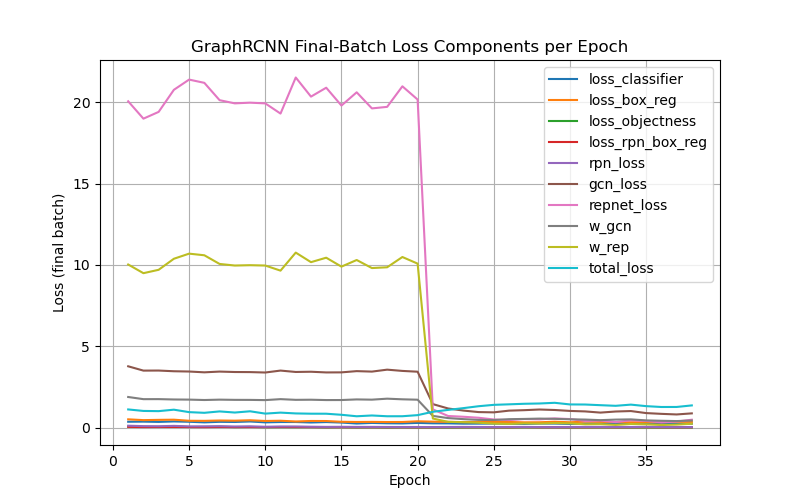 GraphRCNN Final-Batch Loss Components per Epoch
Loss (final batch)
20
15
10
5
0
loss_classifier
loss_box_reg
loss_objectness
loss_rpn_box_reg
rpn_loss
gcn_loss
repnet_loss
w_gcn
w_rep
total_loss
0 5 10 15 20 25 30 35
Epoch